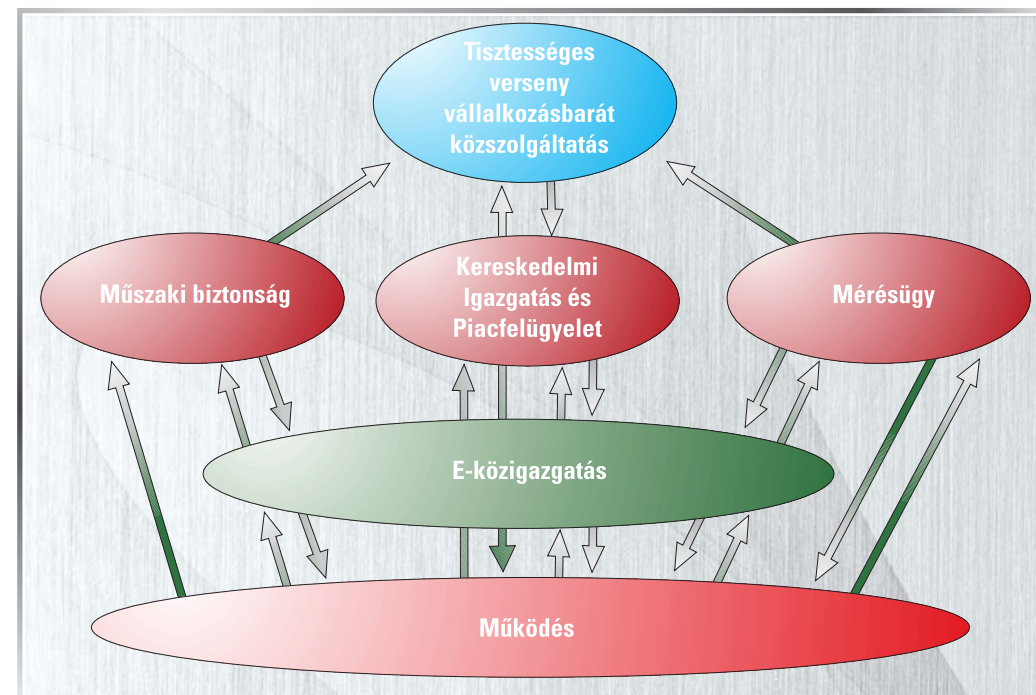 Tisztességes
verseny
vállalkozásbarát
közszolgáltatás
Műszaki biztonság
Kereskedelmi
Igazgatás és
Piacfelügyelet
Mérésügy
E-közigazgatás
Működés